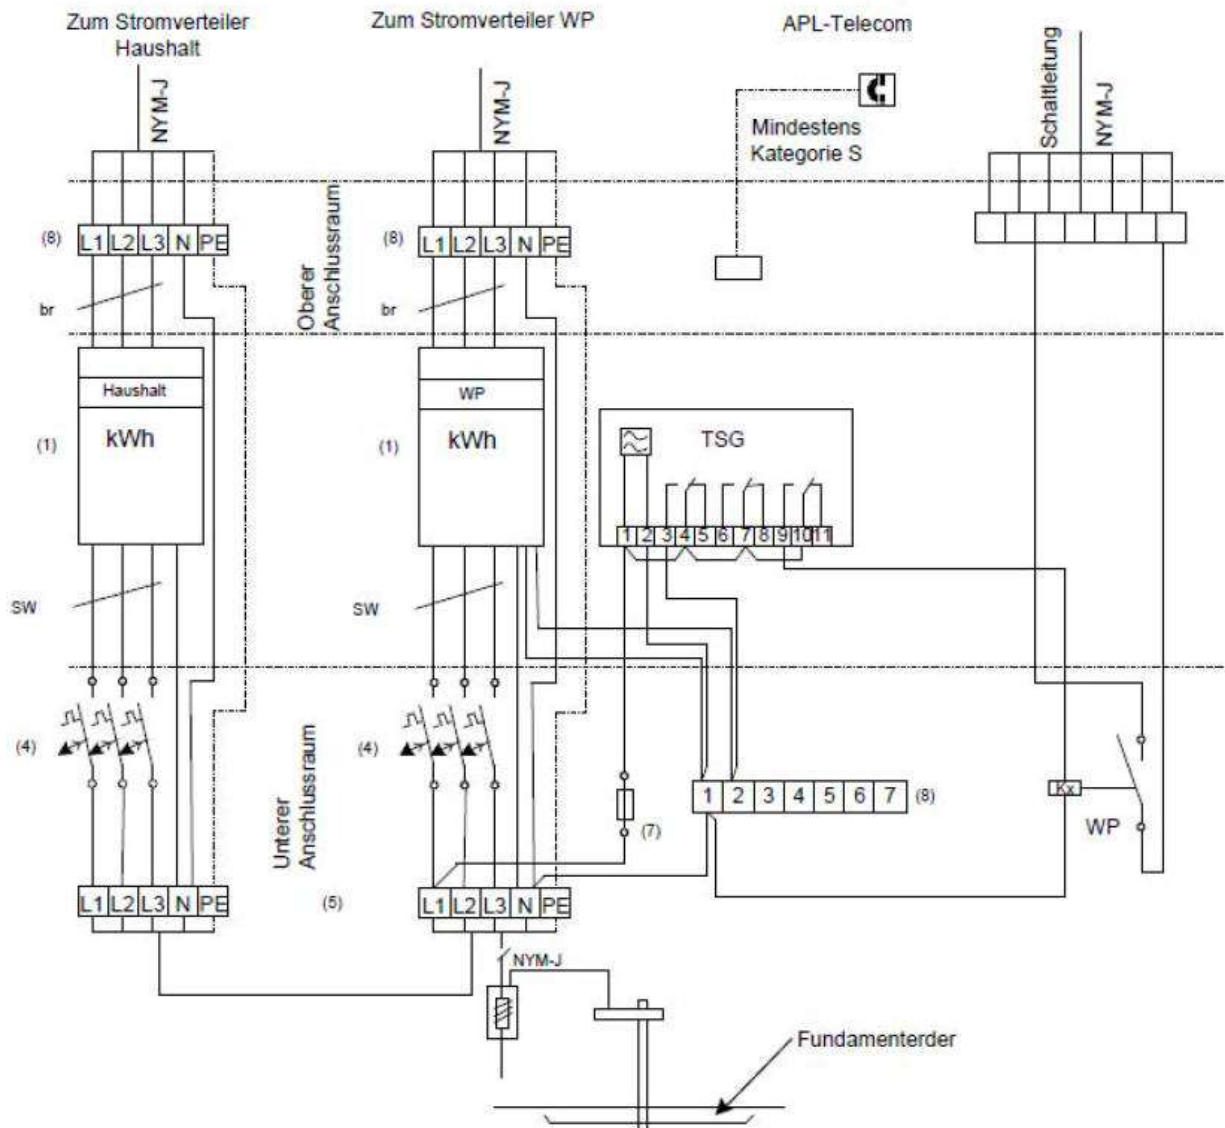 Zum Stromverteiler
Haushalt
Zum Stromverteiler WP
APL-Telecom
NYM-J
NYM-J
Mindestens
Kategorie S
Schaltleitung
NYM-J
(8)
L1 L2 L3 N PE
(8)
L1 L2 L3 N PE
Oberer
Anschlussraum
br
br
Haushalt
kWh
(1)
WP
kWh
(1)
TSG
1 2 3 4 5 6 7 8 9 10 11
SW
SW
(4)
(4)
Unterer
Anschlussraum
1 2 3 4 5 6 7
(8)
(7)
Kx
WP
L1 L2 L3 N PE
(5)
L1 L2 L3 N PE
NYM-J
Fundamenterder